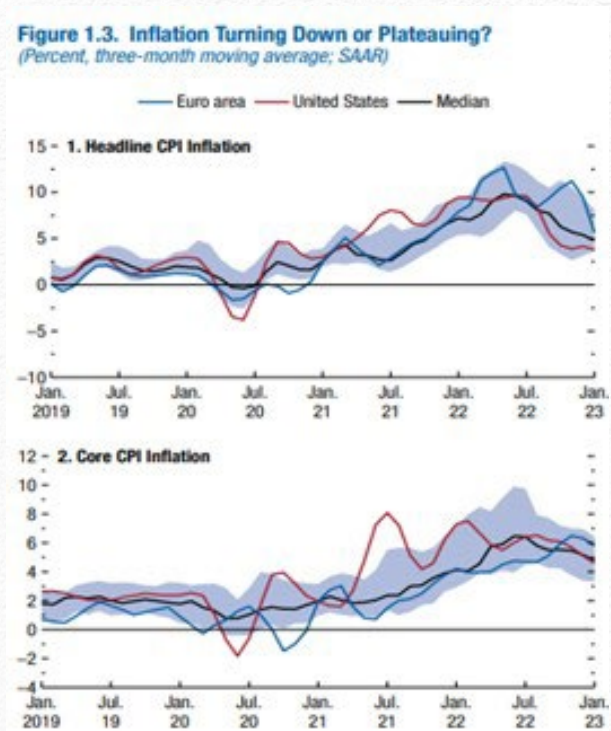 Figure 1.3. Inflation Turning Down or Plateauing?
(Percent, three-month moving average; SAAR)
Euro area United States Median
1. Headline CPI Inflation
15
10
5
0
–5
–10
Jan. Jul. Jan. Jul. Jan. Jul. Jan. Jul. Jan.
2019 19 20 20 21 21 22 22 23
2. Core CPI Inflation
12
10
8
6
4
2
0
–2
–4
Jan. Jul. Jan. Jul. Jan. Jul. Jan. Jul. Jan.
2019 19 20 20 21 21 22 22 23